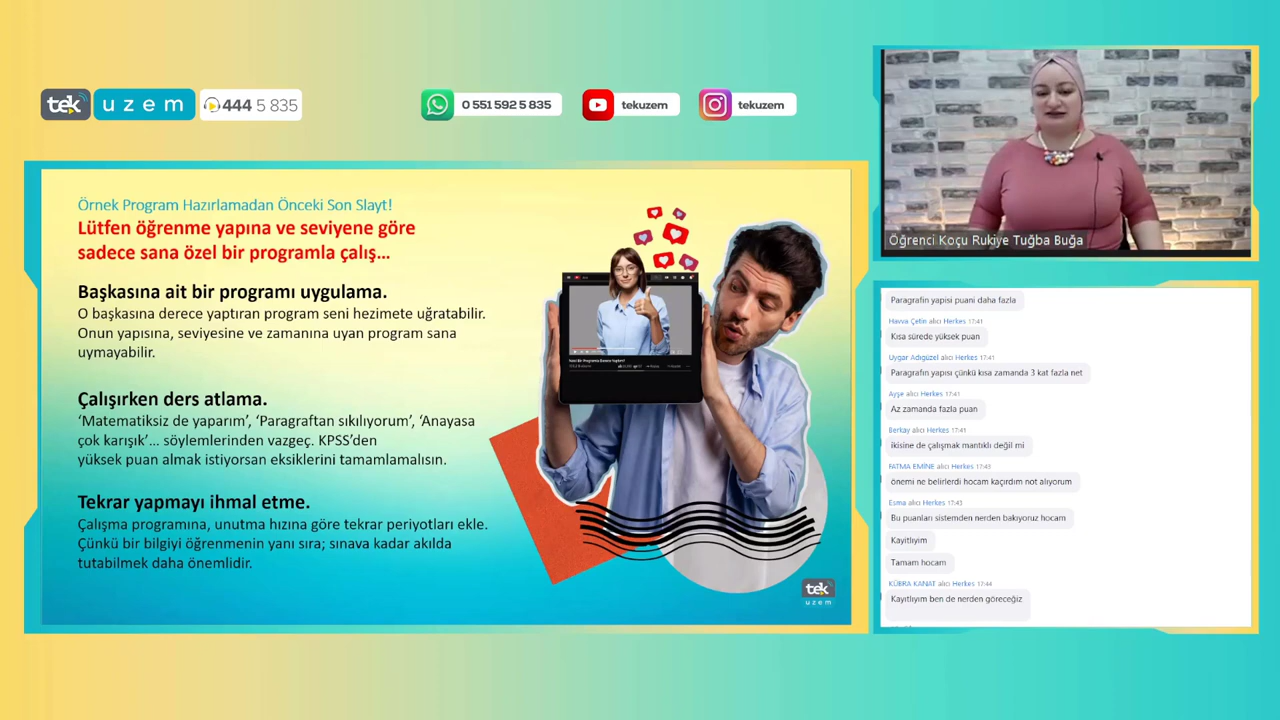 tek uzem 444 5 835
0 551 592 5 835
tekuzem
tekuzem
Örnek Program Hazırlamadan Önceki Son Slayt!
Lütfen öğrenme yapına ve seviyene göre
sadece sana özel bir programla çalış...
Başkasına ait bir programı uygulama.
O başkasına derece yaptıran program seni hezimete uğratabilir.
Onun yapısına, seviyesine ve zamanına uyan program sana
uymayabilir.
Çalışırken ders atlama.
‘Matematiksiz de yaparım’, ‘Paragraftan sıkılıyorum’, ‘Anayasa
çok karışık’... söylemlerinden vazgeç. KPSS’den
yüksek puan almak istiyorsan eksiklerini tamamlamalısın.
Tekrar yapmayı ihmal etme.
Çalışma programına, unutma hızına göre tekrar periyotları ekle.
Çünkü bir bilgiyi öğrenmenin yanı sıra; sınava kadar akılda
tutabilmek daha önemlidir.
tek
uzem
Öğrenci Koçu Rukiye Tuğba Buğa
Paragrafın yapisi puani daha fazla
Havva Çetin alıcı Herkes 17:41
Kısa sürede yüksek puan
Uygar Adıgüzel alıcı Herkes 17:41
Paragrafın yapısı çünkü kısa zamanda 3 kat fazla net
Ayşe alıcı Herkes 17:41
Az zamanda fazla puan
Berkay alıcı Herkes 17:41
ikisine de çalışmak mantıklı değil mi
FATMA EMİNE alıcı Herkes 17:43
önemi ne belirlerdi hocam kaçırdım not alıyorum
Esma alıcı Herkes 17:43
Bu puanları sistemden nerden bakıyoruz hocam
Kayitlıyim
Tamam hocam
KÜBRA KANAT alıcı Herkes 17:44
Kayıtlıyım ben de nerden göreceğiz